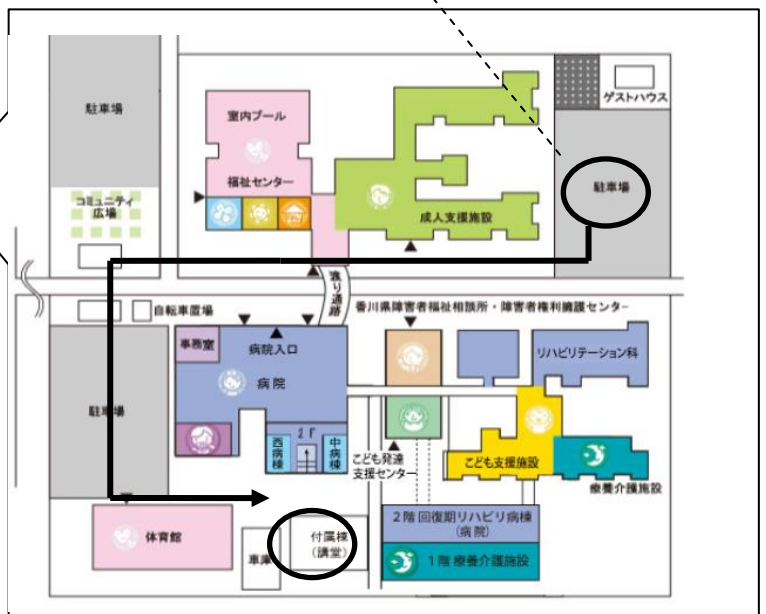 駐車場
ゲストハウス
室内プール
駐車場
コミュニティ
広場
福祉センター
成人支援施設
渡り通路
自転車置場
香川県障害者福祉相談所・障害者権利擁護センター
事務室
病院入口
リハビリテーション科
病院
駐車場
2F
西病棟
中病棟
こども発達
支援センター
こども支援施設
療養介護施設
体育館
車庫
付属棟
(講堂)
2階 回復期リハビリ病棟
(病院)
1階 療養介護施設